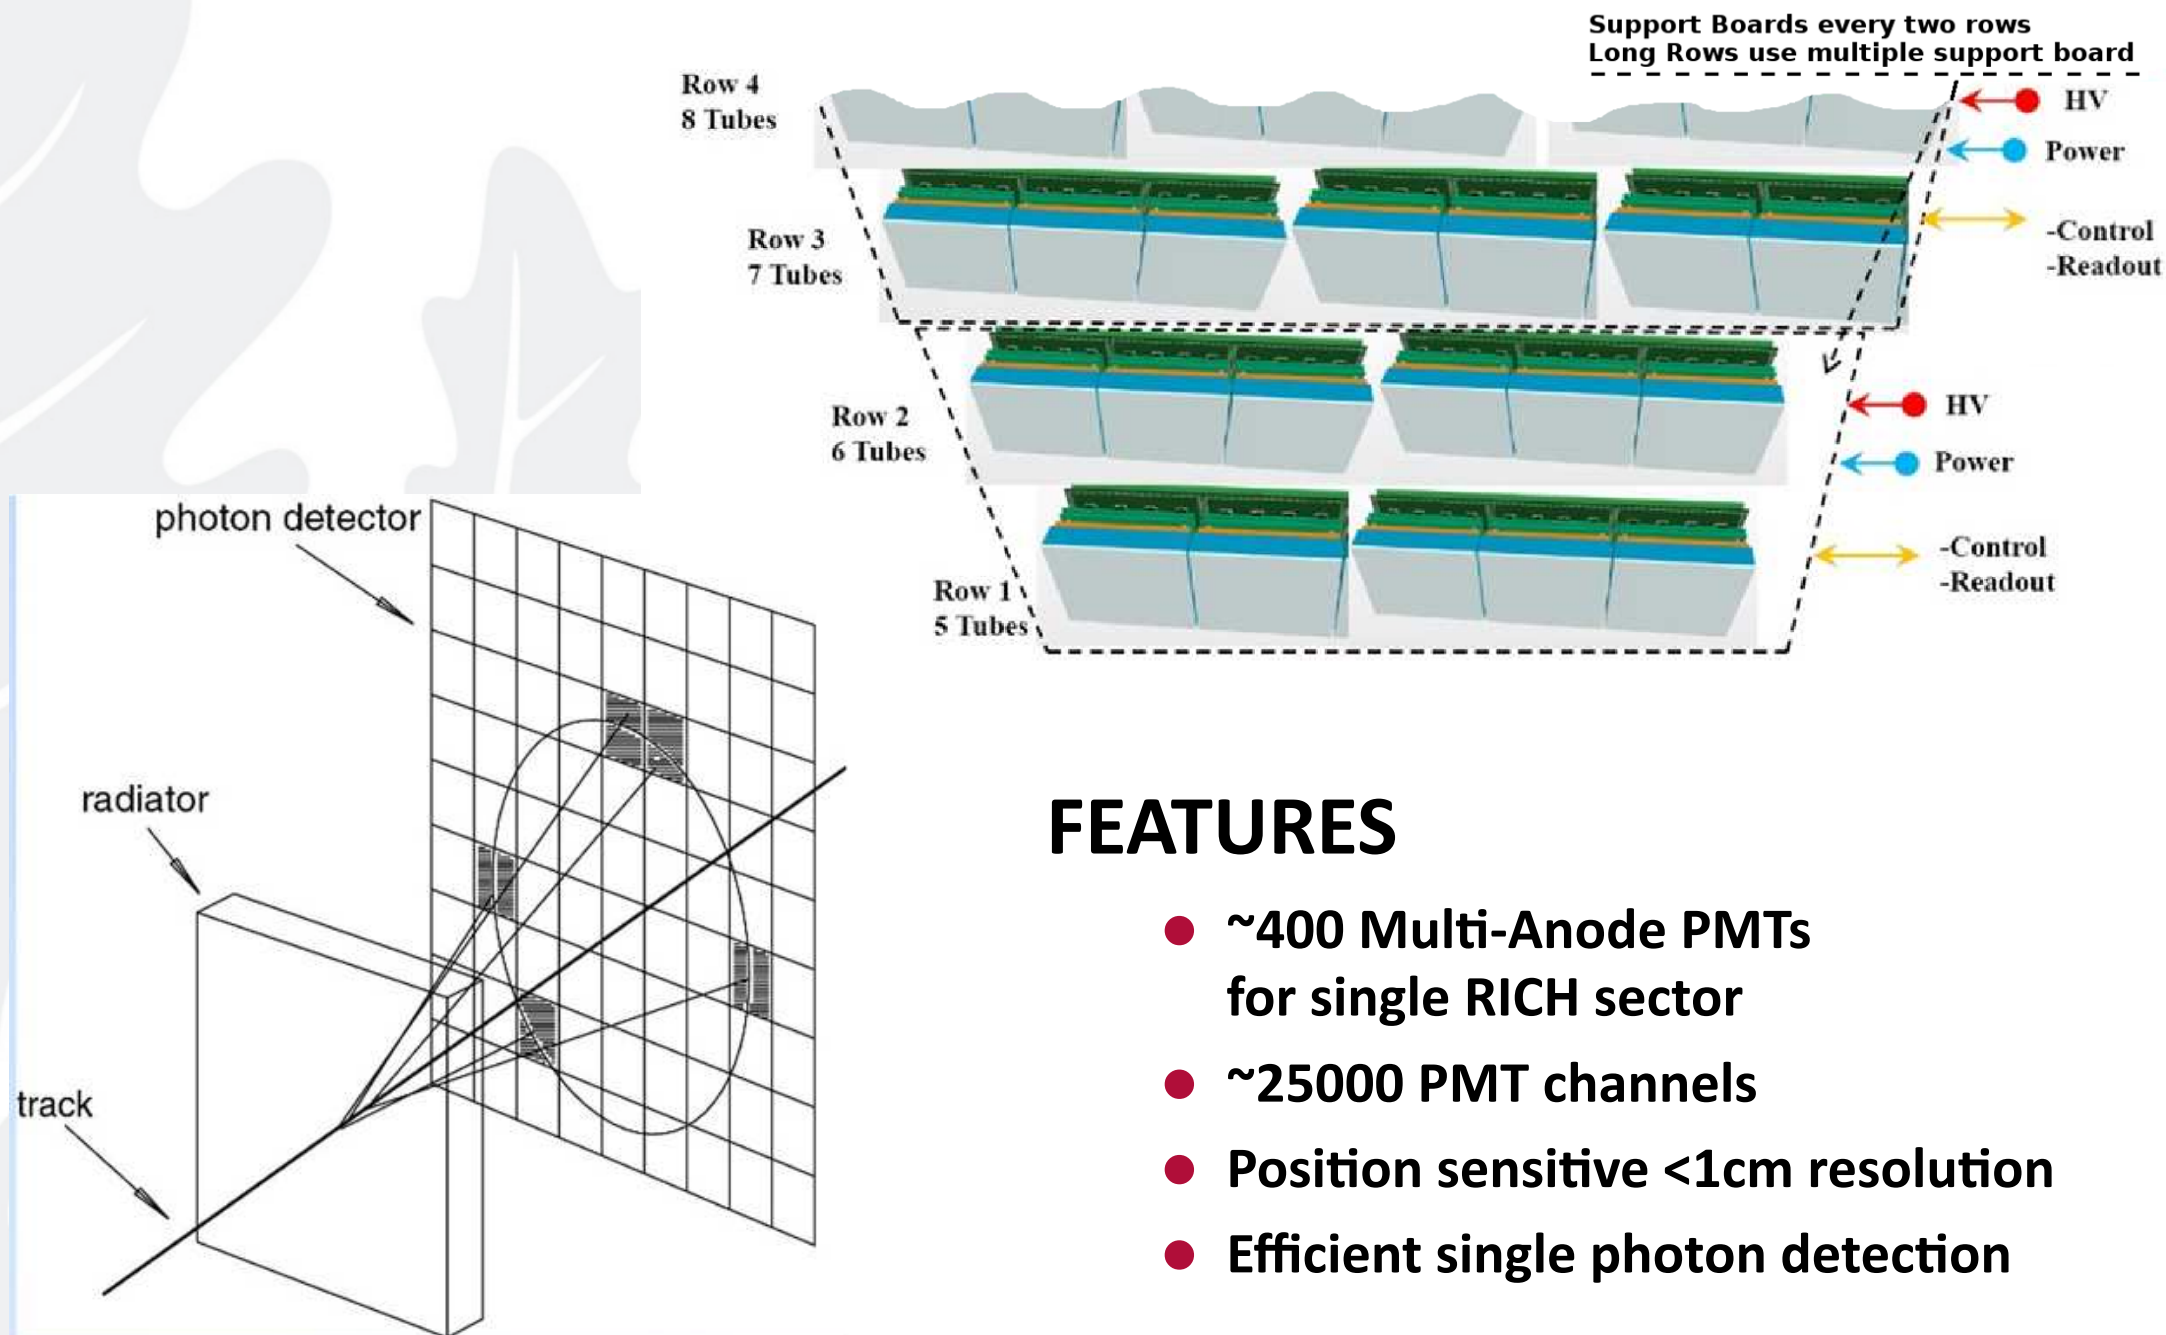 Support Boards every two rows
Long Rows use multiple support board
Row 4
8 Tubes
HV
Power
-Control
-Readout
Row 3
7 Tubes
Row 2
6 Tubes
HV
Power
-Control
-Readout
Row 1
5 Tubes
photon detector
radiator
track
FEATURES
~400 Multi-Anode PMTs
for single RICH sector
~25000 PMT channels
Position sensitive <1cm resolution
Efficient single photon detection